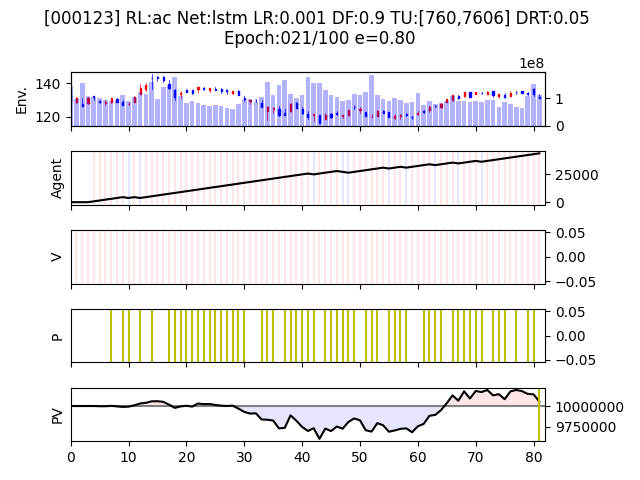 [000123] RL:ac Net:lstm LR:0.001 DF:0.9 TU:[760,7606] DRT:0.05
Epoch:021/100 e=0.80
1e8
Env.
140
120
1
0
Agent
25000
0
V
0.05
0.00
−0.05
P
0.05
0.00
−0.05
PV
10000000
9750000
0 10 20 30 40 50 60 70 80